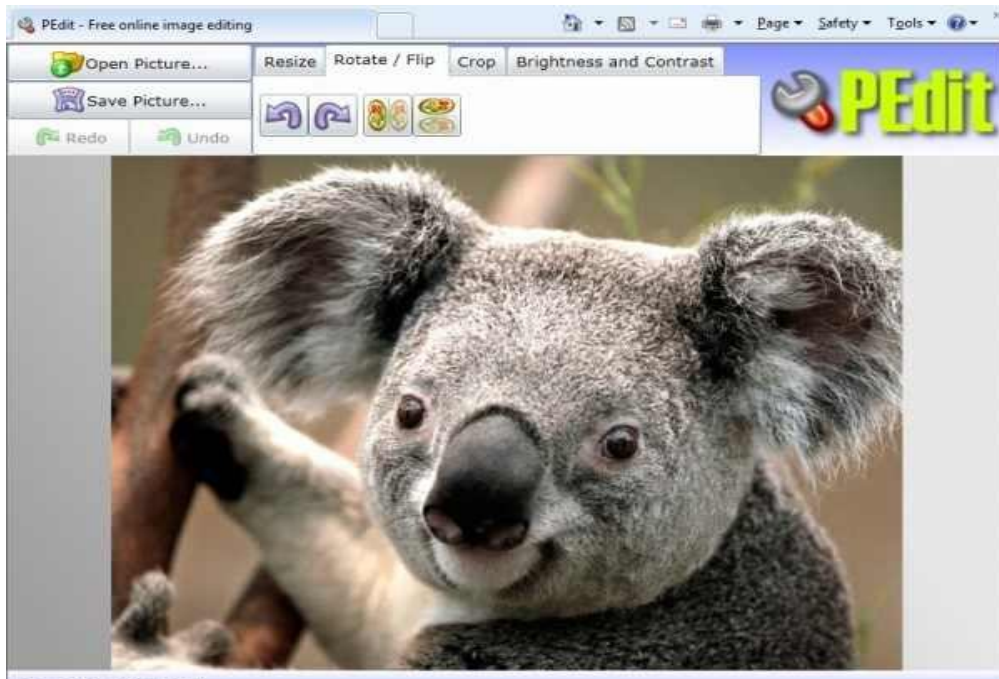 PEdit - Free online image editing
Page Safety Tools
Open Picture...
Save Picture...
Redo Undo
Resize Rotate / Flip Crop Brightness and Contrast
PEdit